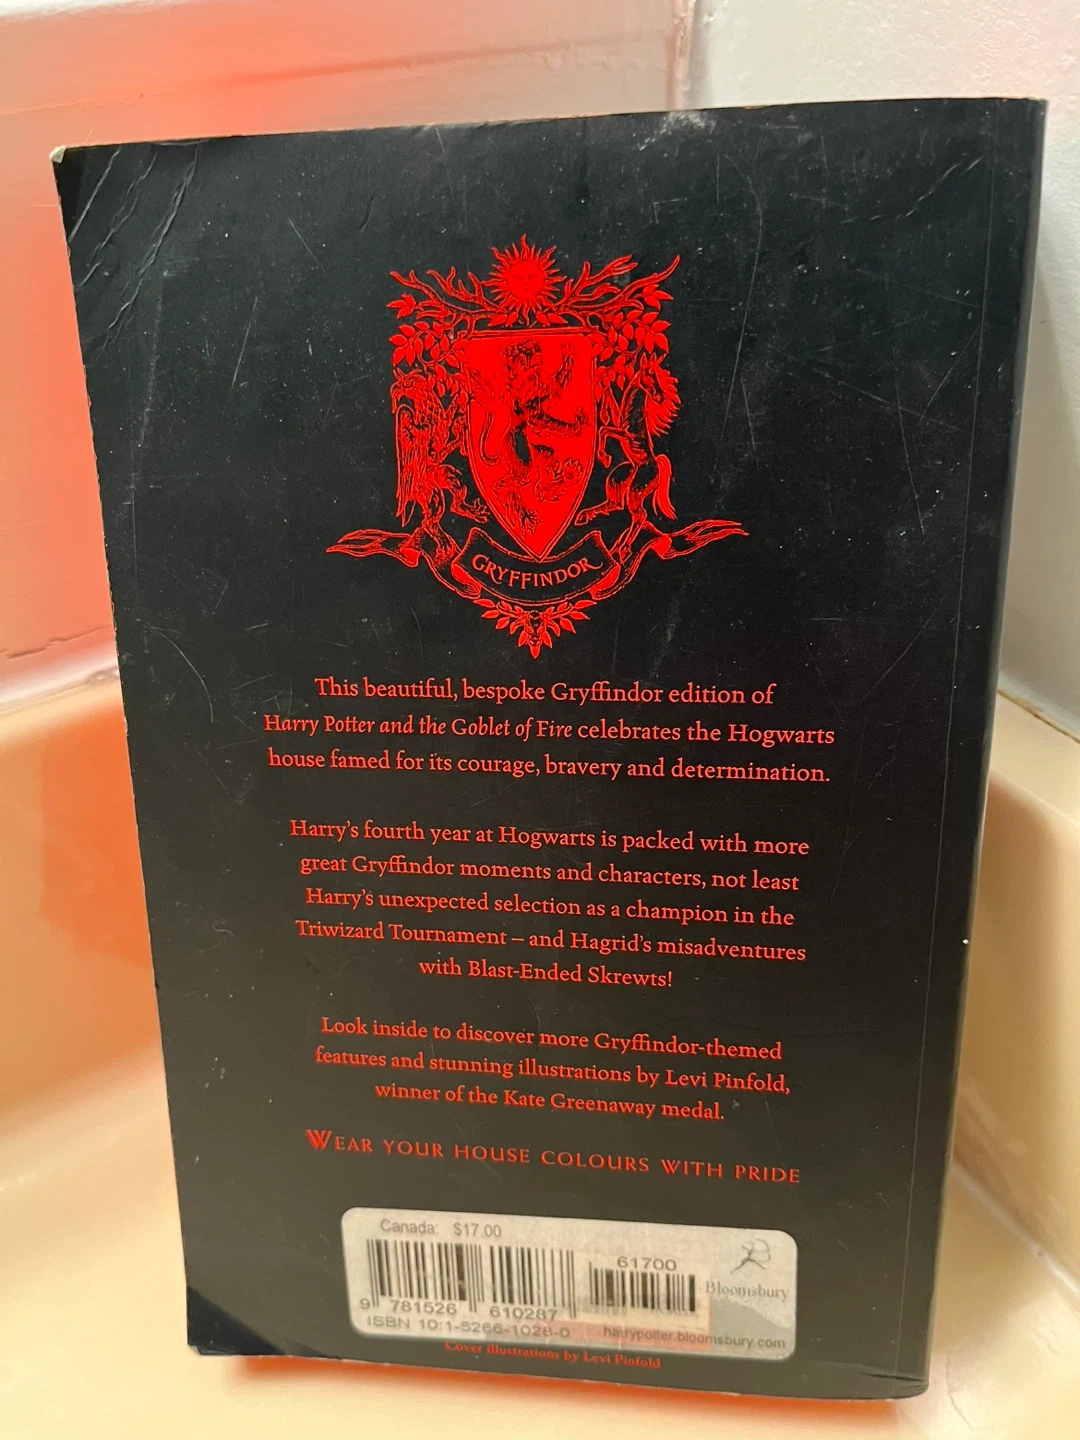 GRYFFINDOR
This beautiful, bespoke Gryffindor edition of
Harry Potter and the Goblet of Fire celebrates the Hogwarts
house famed for its courage, bravery and determination.
Harry's fourth year at Hogwarts is packed with more
great Gryffindor moments and characters, not least
Harry's unexpected selection as a champion in the
Triwizard Tournament – and Hagrid's misadventures
with Blast-Ended Skrewts!
Look inside to discover more Gryffindor-themed
features and stunning illustrations by Levi Pinfold,
winner of the Kate Greenaway medal.
WEAR YOUR HOUSE COLOURS WITH PRIDE
Canada: $17.00
61700
Bloomsbury
9 781526 610287
ISBN 10:1-5266-1028-0
harrypotter.bloomsbury.com
Cover illustrations by Levi Pinfold